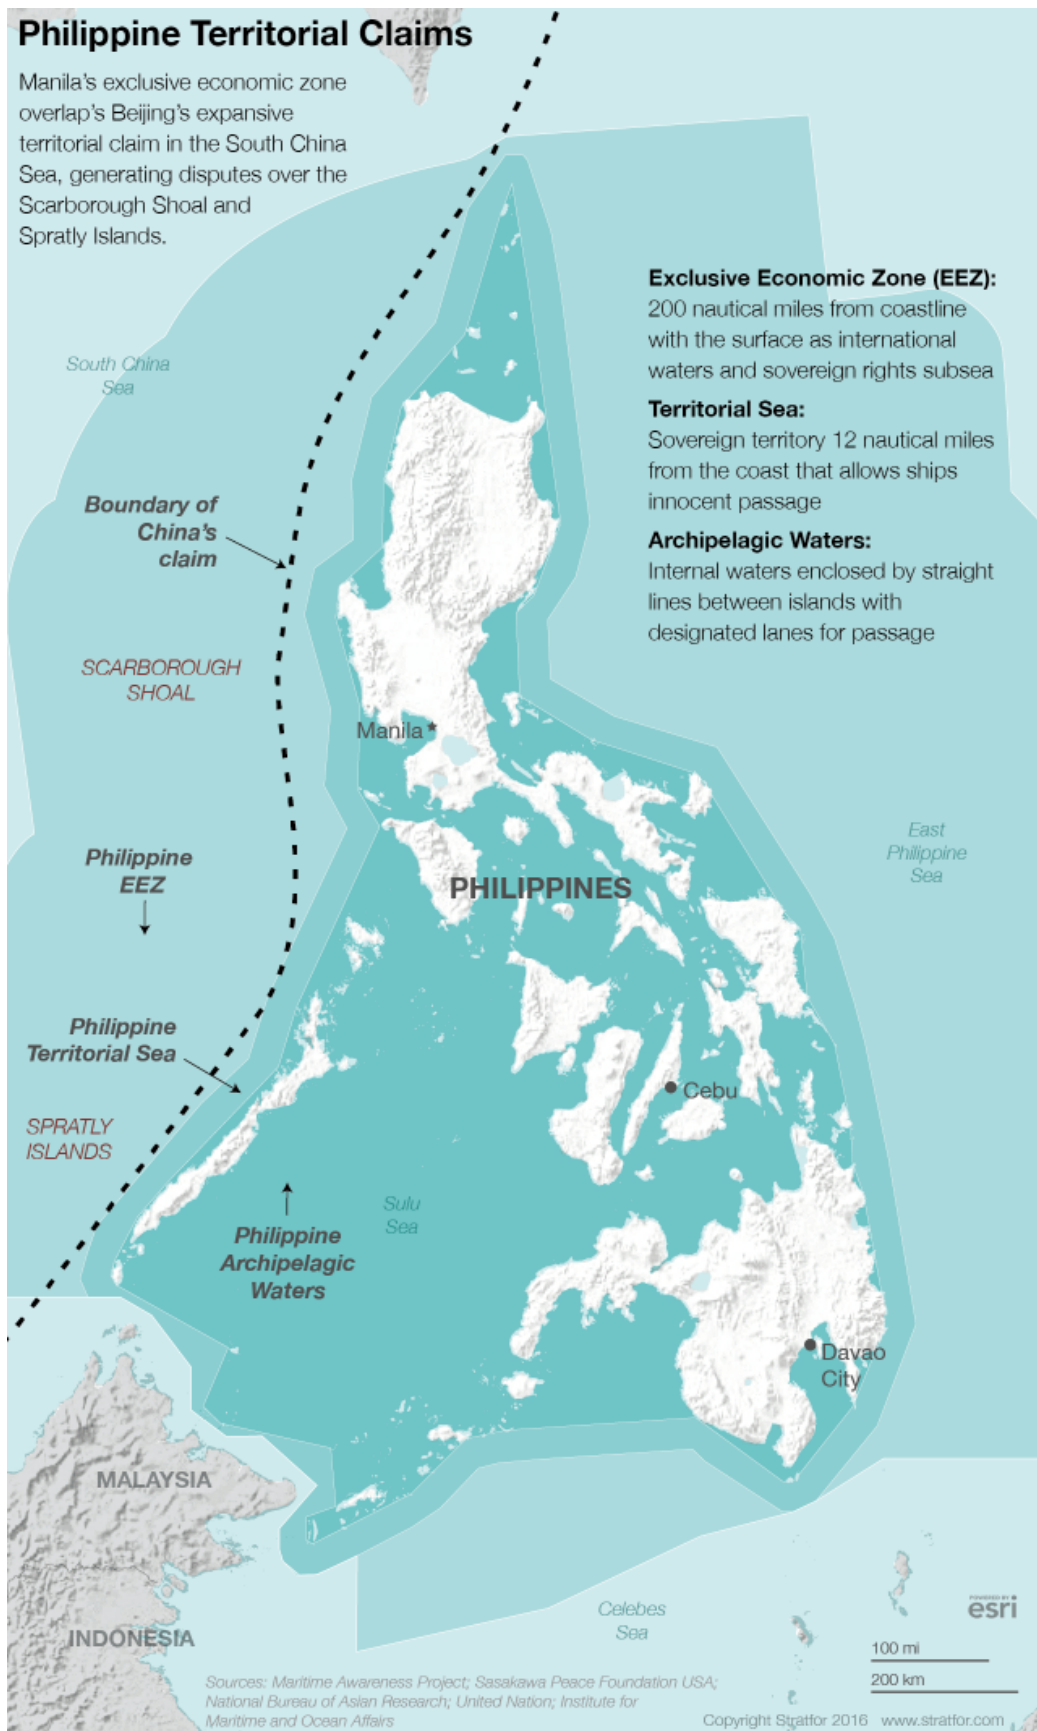 Philippine Territorial Claims
Manila's exclusive economic zone
overlap's Beijing's expansive
territorial claim in the South China
Sea, generating disputes over the
Scarborough Shoal and
Spratly Islands.
Exclusive Economic Zone (EEZ):
200 nautical miles from coastline
with the surface as international
waters and sovereign rights subsea
Territorial Sea:
Sovereign territory 12 nautical miles
from the coast that allows ships
innocent passage
Archipelagic Waters:
Internal waters enclosed by straight
lines between islands with
designated lanes for passage
South China
Sea
Boundary of
China's
claim
SCARBOROUGH
SHOAL
Manila
East
Philippine
Sea
Philippine
EEZ
PHILIPPINES
Philippine
Territorial Sea
Cebu
SPRATLY
ISLANDS
Sulu
Sea
Philippine
Archipelagic
Waters
Davao
City
MALAYSIA
INDONESIA
Celebes
Sea
POWERED BY
esri
100 mi
200 km
Sources: Maritime Awareness Project; Sasakawa Peace Foundation USA;
National Bureau of Asian Research; United Nation; Institute for
Maritime and Ocean Affairs
Copyright Stratfor 2016 www.stratfor.com